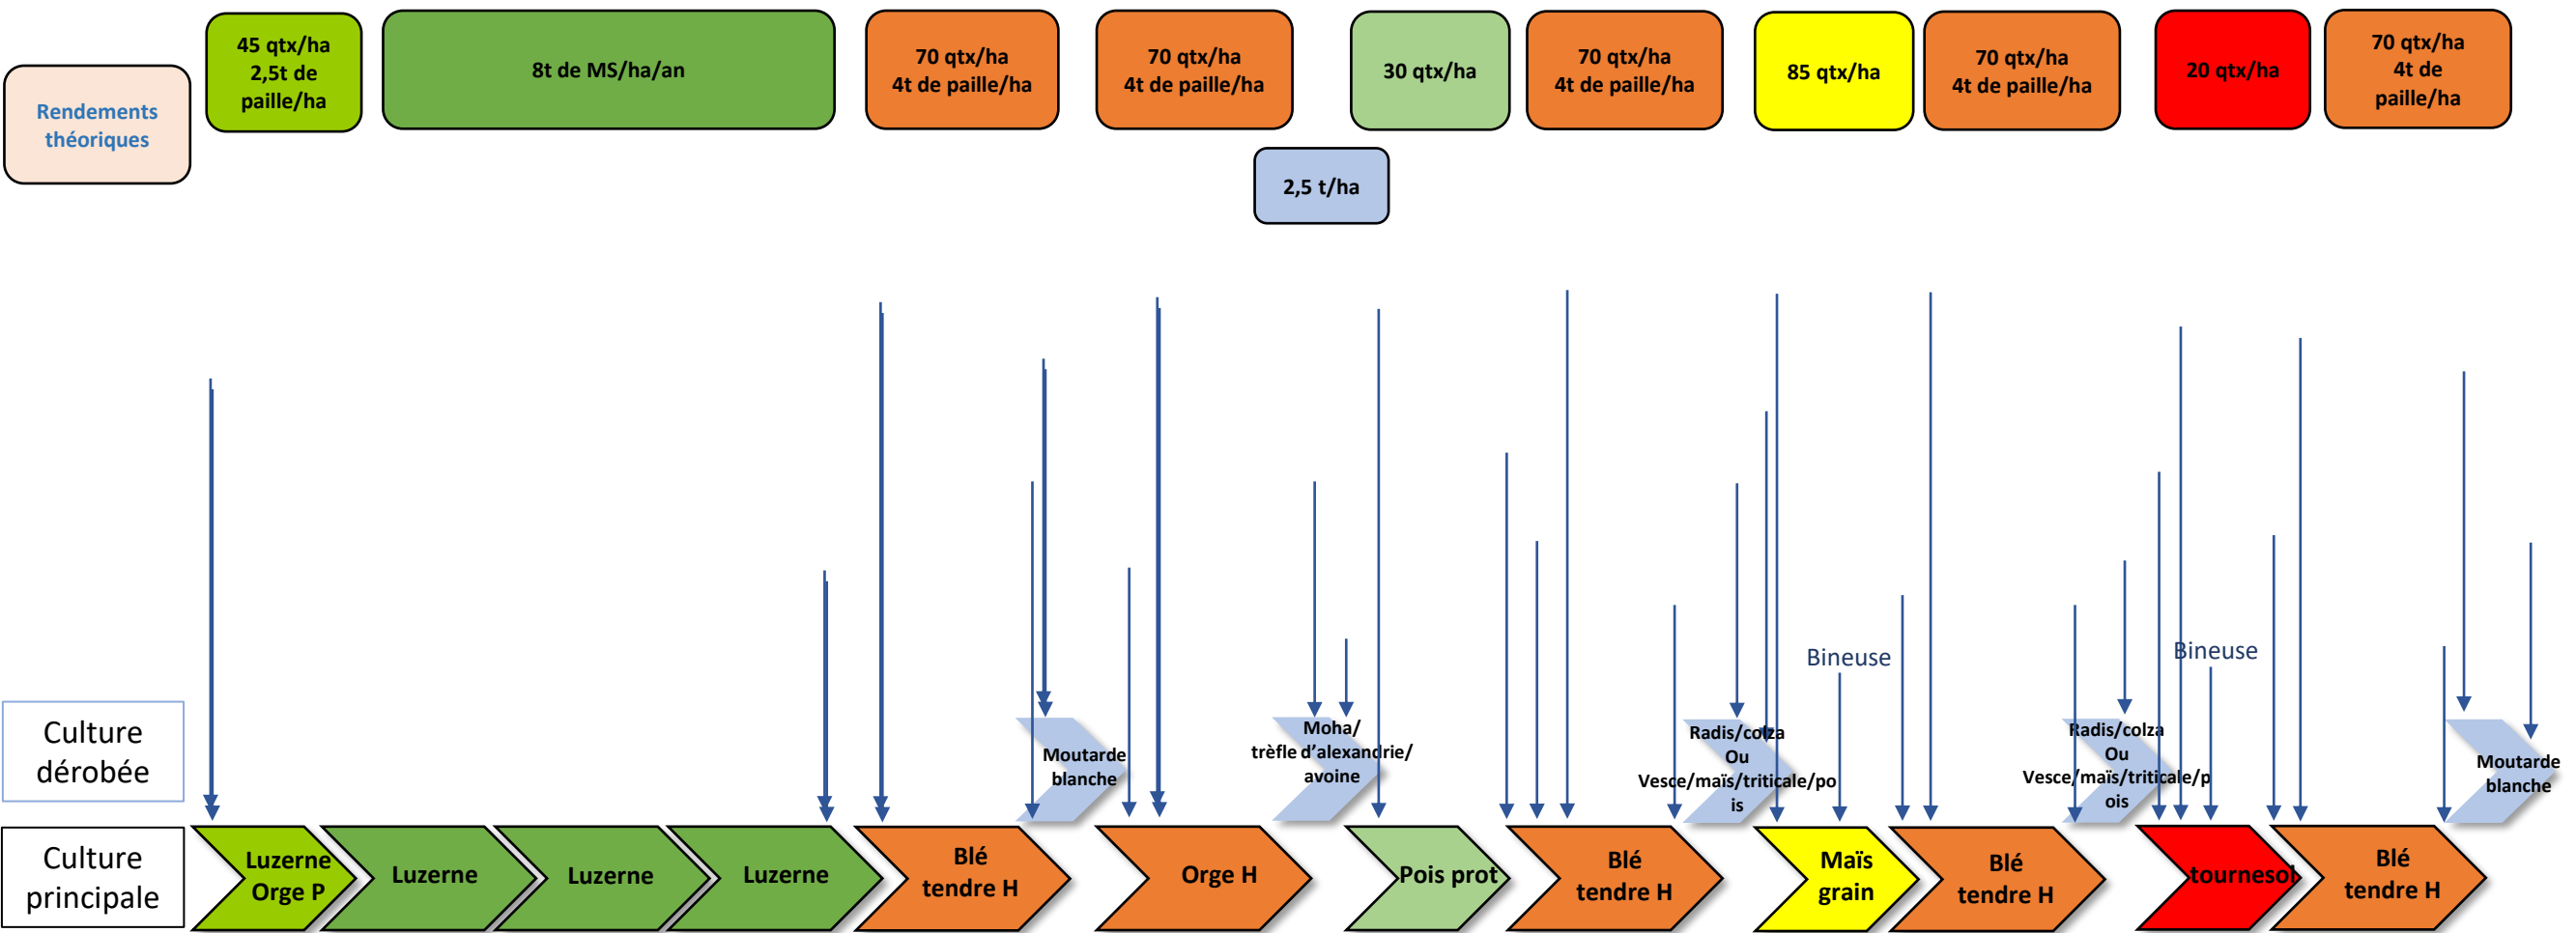 Rendements
théoriques
45 qtx/ha
2,5t de
paille/ha
8t de MS/ha/an
70 qtx/ha
4t de paille/ha
70 qtx/ha
4t de paille/ha
30 qtx/ha
70 qtx/ha
4t de paille/ha
85 qtx/ha
70 qtx/ha
4t de paille/ha
20 qtx/ha
70 qtx/ha
4t de
paille/ha
2,5 t/ha
Bineuse
Bineuse
Culture
dérobée
Moutarde
blanche
Moha/
trèfle d'alexandrie/
avoine
Radis/colza
Ou
Vesce/maïs/triticale/po
is
Radis/colza
Ou
Vesce/maïs/triticale/p
ois
Moutarde
blanche
Culture
principale
Luzerne
Orge P
Luzerne
Luzerne
Luzerne
Blé
tendre H
Orge H
Pois prot
Blé
tendre H
Maïs
grain
Blé
tendre H
tournesol
Blé
tendre H